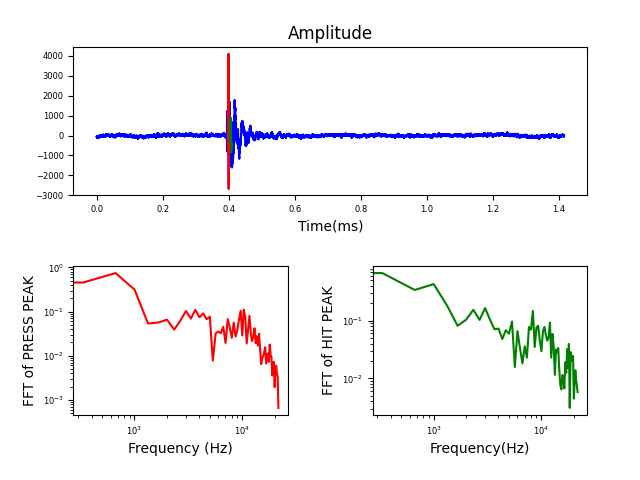 Amplitude
4000
3000
2000
1000
0
−1000
−2000
−3000
0.0 0.2 0.4 0.6 0.8 1.0 1.2 1.4
Time(ms)
FFT of PRESS PEAK
10⁰
10⁻¹
10⁻²
10⁻³
10³ 10⁴
Frequency (Hz)
FFT of HIT PEAK
10⁻¹
10⁻²
10³ 10⁴
Frequency(Hz)